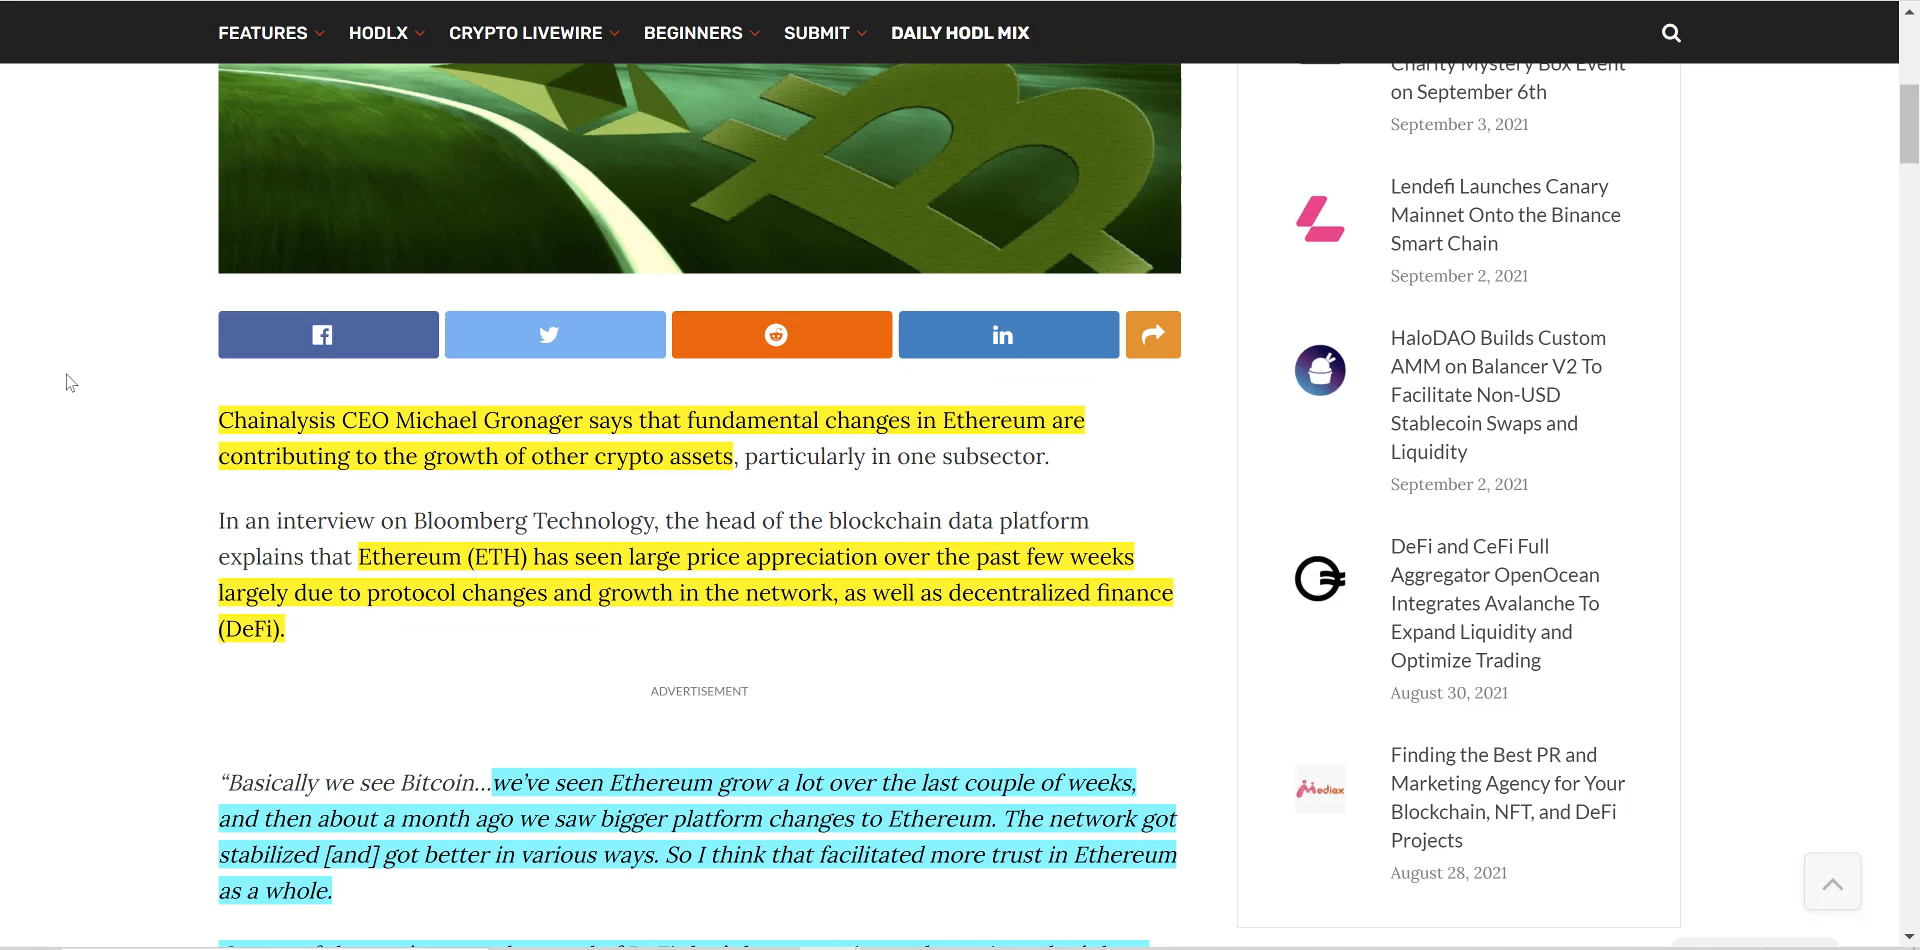 FEATURES HODLX CRYPTO LIVEWIRE BEGINNERS SUBMIT DAILY HODL MIX
Chainalysis CEO Michael Gronager says that fundamental changes in Ethereum are
contributing to the growth of other crypto assets, particularly in one subsector.
In an interview on Bloomberg Technology, the head of the blockchain data platform
explains that Ethereum (ETH) has seen large price appreciation over the past few weeks
largely due to protocol changes and growth in the network, as well as decentralized finance
(DeFi).
ADVERTISEMENT
“Basically we see Bitcoin…we’ve seen Ethereum grow a lot over the last couple of weeks,
and then about a month ago we saw bigger platform changes to Ethereum. The network got
stabilized [and] got better in various ways. So I think that facilitated more trust in Ethereum
as a whole.
Charity Mystery Box Event
on September 6th
September 3, 2021
Lendefi Launches Canary
Mainnet Onto the Binance
Smart Chain
September 2, 2021
HaloDAO Builds Custom
AMM on Balancer V2 To
Facilitate Non-USD
Stablecoin Swaps and
Liquidity
September 2, 2021
DeFi and CeFi Full
Aggregator OpenOcean
Integrates Avalanche To
Expand Liquidity and
Optimize Trading
August 30, 2021
Mediax
Finding the Best PR and
Marketing Agency for Your
Blockchain, NFT, and DeFi
Projects
August 28, 2021